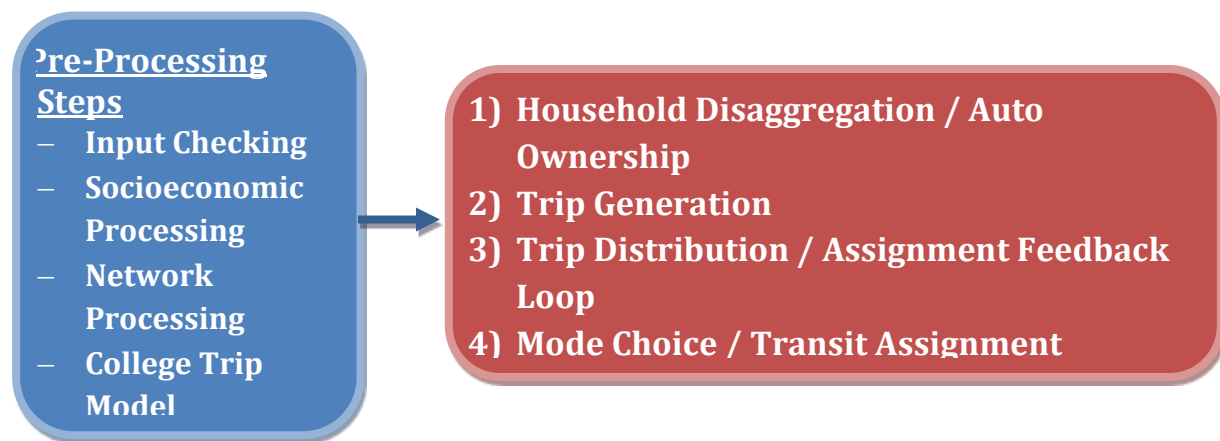 Pre-Processing
Steps
– Input Checking
– Socioeconomic
Processing
– Network
Processing
– College Trip
Model
1) Household Disaggregation / Auto
Ownership
2) Trip Generation
3) Trip Distribution / Assignment Feedback
Loop
4) Mode Choice / Transit Assignment